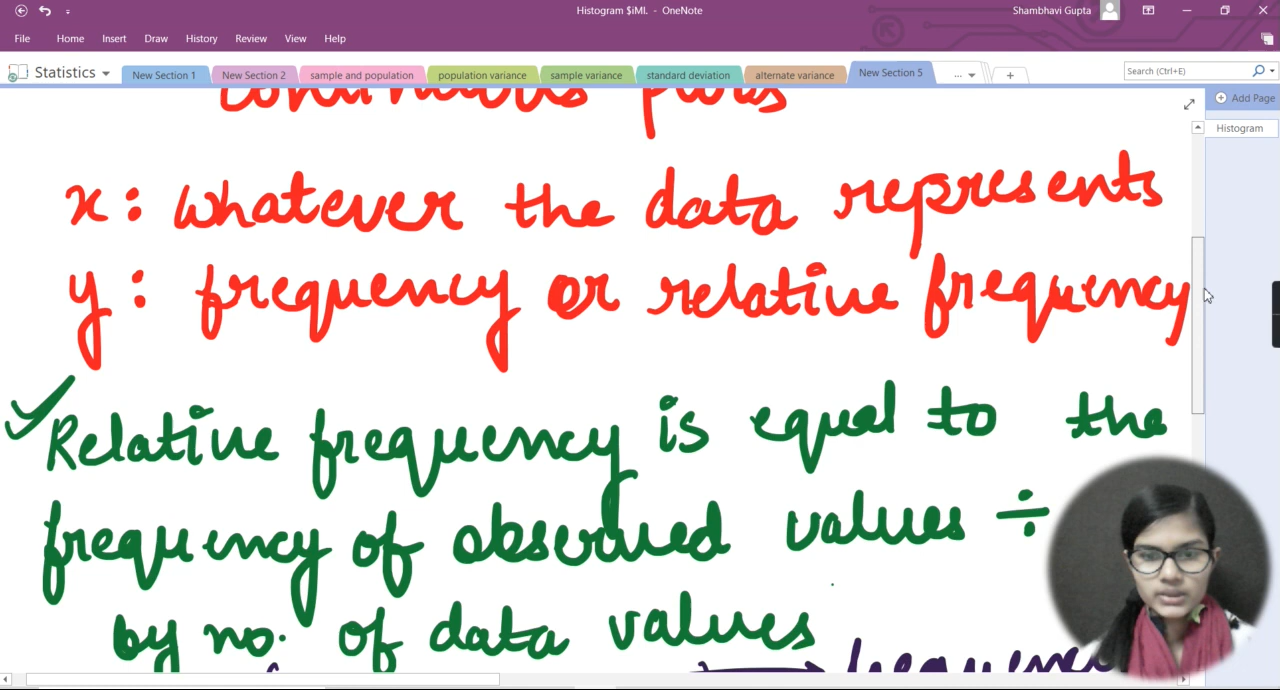 Histogram $iML - OneNote
Shambhavi Gupta
File Home Insert Draw History Review View Help
Statistics
New Section 1 New Section 2 sample and population population variance sample variance standard deviation alternate variance New Section 5 ... +
Search (Ctrl+E)
Add Page
Histogram
continuous plots
x: whatever the data represents
y: frequency or relative frequency
Relative frequency is equal to the
frequency of observed values ÷
by no. of data values
frequency